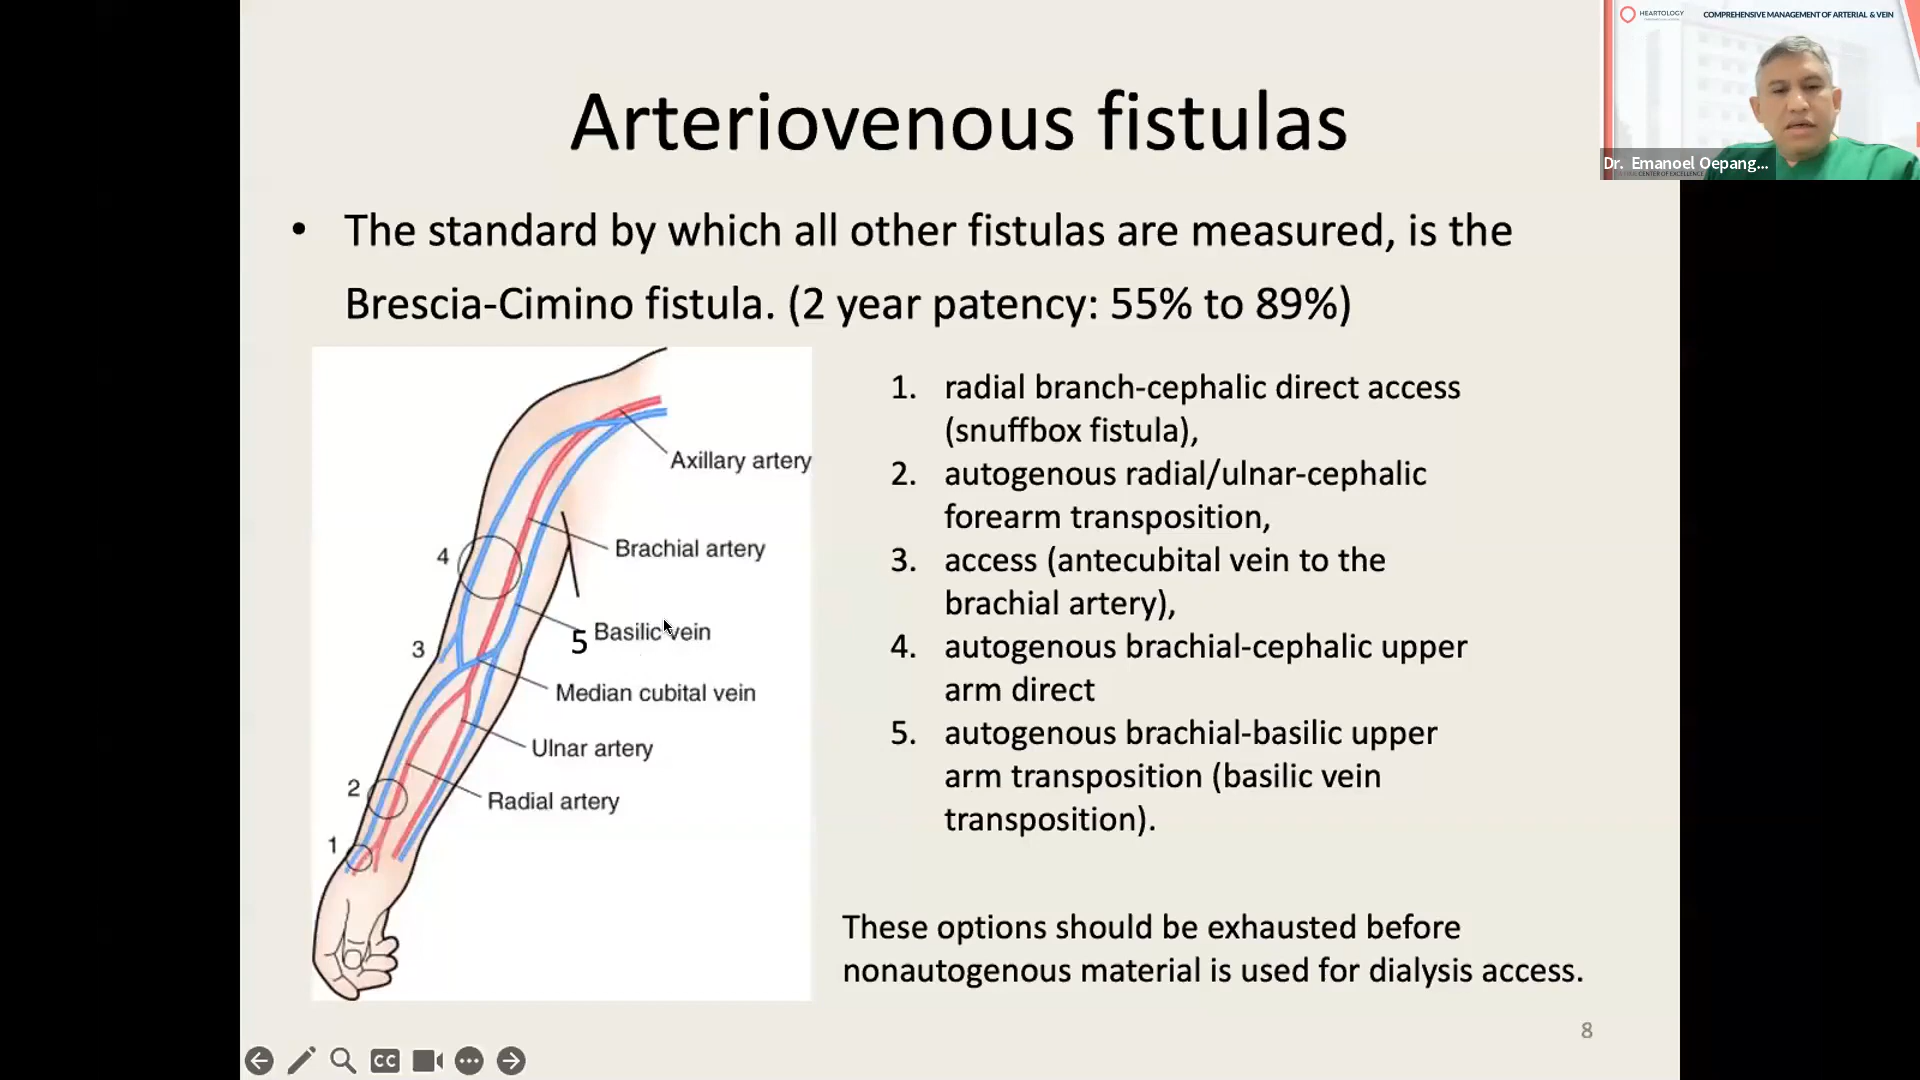 HEARTOLOGY
COMPREHENSIVE MANAGEMENT OF ARTERIAL & VEIN
Dr. Emanoel Oepang...
CENTER OF EXCELLENCE
Arteriovenous fistulas
• The standard by which all other fistulas are measured, is the
Brescia-Cimino fistula. (2 year patency: 55% to 89%)
Axillary artery
4
Brachial artery
5 Basilic vein
3
Median cubital vein
Ulnar artery
2
Radial artery
1
1. radial branch-cephalic direct access
(snuffbox fistula),
2. autogenous radial/ulnar-cephalic
forearm transposition,
3. access (antecubital vein to the
brachial artery),
4. autogenous brachial-cephalic upper
arm direct
5. autogenous brachial-basilic upper
arm transposition (basilic vein
transposition).
These options should be exhausted before
nonautogenous material is used for dialysis access.
8
CC